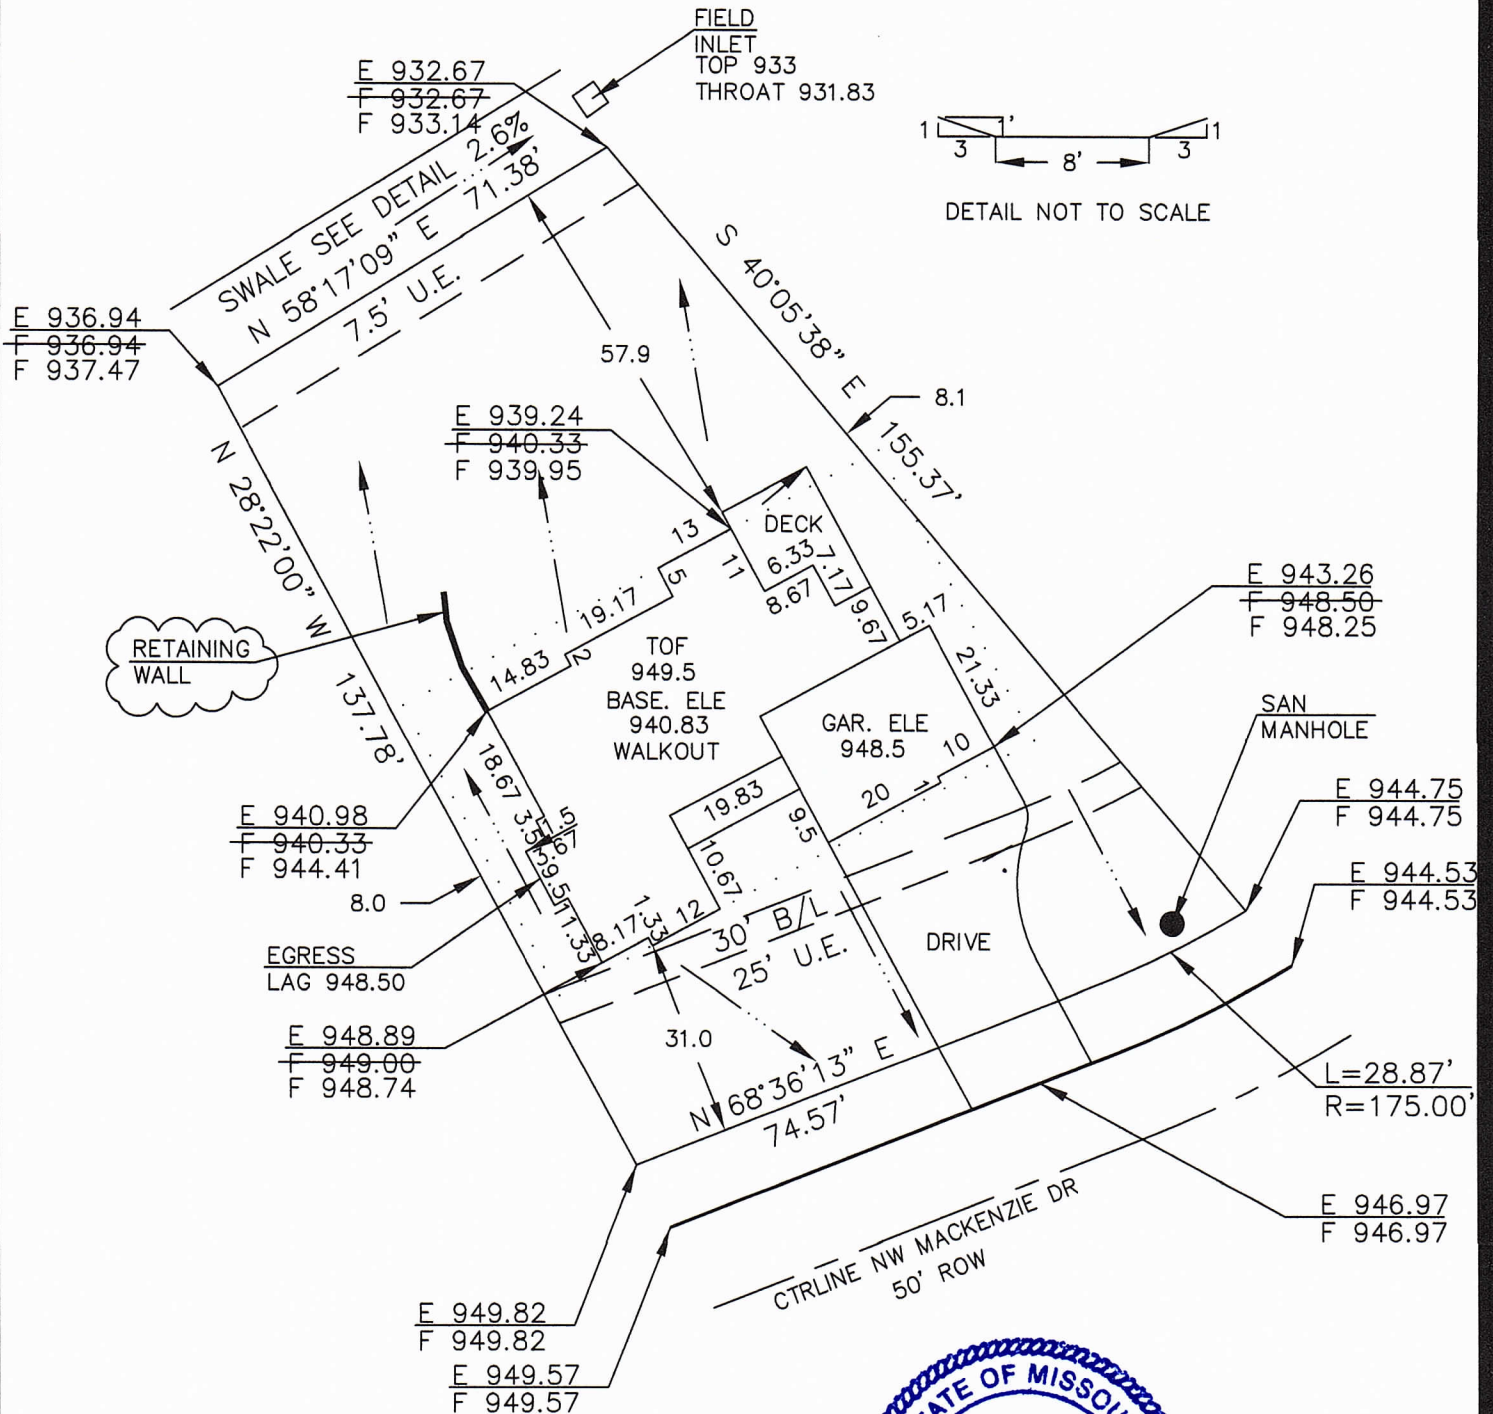 FIELD
INLET
TOP 933
THROAT 931.83
E 932.67
F 932.67
F 933.14
1
3
1'
8'
3
1
DETAIL NOT TO SCALE
SWALE SEE DETAIL 2.6%
N 58°17'09" E 71.38'
7.5' U.E.
S 40°05'38" E 155.37'
E 936.94
F 936.94
F 937.47
57.9
8.1
E 939.24
F 940.33
F 939.95
N 28°22'00" W 137.78'
DECK
13
11
5
6.33
7.17
8.67
9.67
19.17
2
14.83
5.17
21.33
E 943.26
F 948.50
F 948.25
RETAINING
WALL
TOF
949.5
BASE. ELE
940.83
WALKOUT
GAR. ELE
948.5
10
1
20
SAN
MANHOLE
18.67
3.5
19.83
9.5
10.67
E 940.98
F 940.33
F 944.41
8.0
E 944.75
F 944.75
E 944.53
F 944.53
9.5
11.33
8.17
1.33
12
30' B/L
25' U.E.
DRIVE
EGRESS
LAG 948.50
E 948.89
F 949.00
F 948.74
31.0
N 68°36'13" E
74.57'
L=28.87'
R=175.00'
E 946.97
F 946.97
CTRLINE NW MACKENZIE DR
50' ROW
E 949.82
F 949.82
E 949.57
F 949.57
OF MISSOU